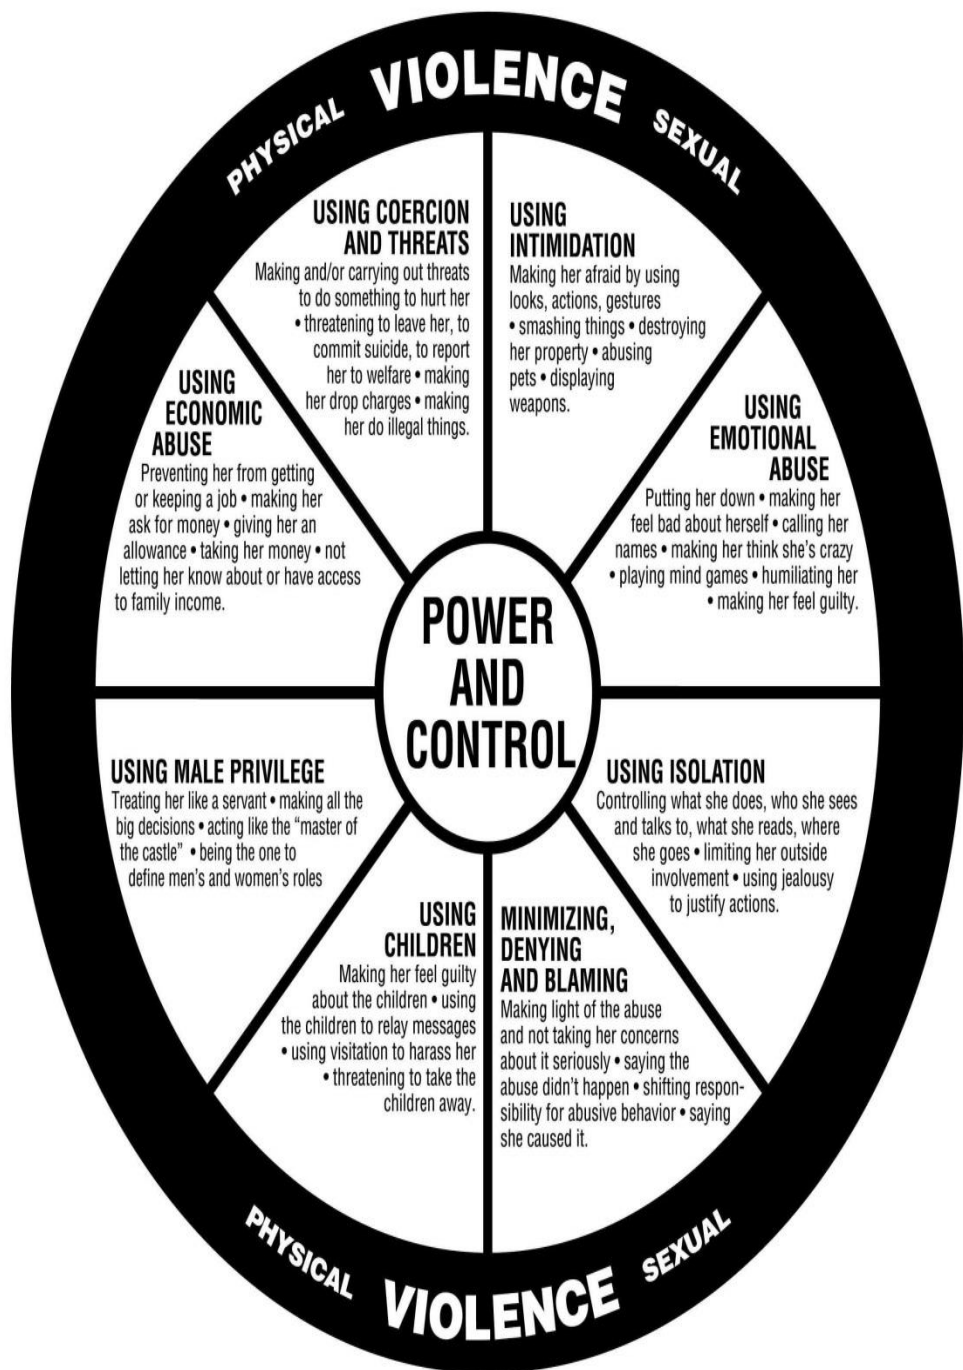 PHYSICAL VIOLENCE SEXUAL
USING COERCION
AND THREATS
Making and/or carrying out threats
to do something to hurt her
• threatening to leave her, to
commit suicide, to report
her to welfare • making
her drop charges • making
her do illegal things.
USING
INTIMIDATION
Making her afraid by using
looks, actions, gestures
• smashing things • destroying
her property • abusing
pets • displaying
weapons.
USING
ECONOMIC
ABUSE
Preventing her from getting
or keeping a job • making her
ask for money • giving her an
allowance • taking her money • not
letting her know about or have access
to family income.
USING
EMOTIONAL
ABUSE
Putting her down • making her
feel bad about herself • calling her
names • making her think she’s crazy
• playing mind games • humiliating her
• making her feel guilty.
POWER
AND
CONTROL
USING MALE PRIVILEGE
Treating her like a servant • making all the
big decisions • acting like the “master of
the castle” • being the one to
define men’s and women’s roles
USING ISOLATION
Controlling what she does, who she sees
and talks to, what she reads, where
she goes • limiting her outside
involvement • using jealousy
to justify actions.
USING
CHILDREN
Making her feel guilty
about the children • using
the children to relay messages
• using visitation to harass her
• threatening to take the
children away.
MINIMIZING,
DENYING
AND BLAMING
Making light of the abuse
and not taking her concerns
about it seriously • saying the
abuse didn’t happen • shifting respon-
sibility for abusive behavior • saying
she caused it.
PHYSICAL VIOLENCE SEXUAL